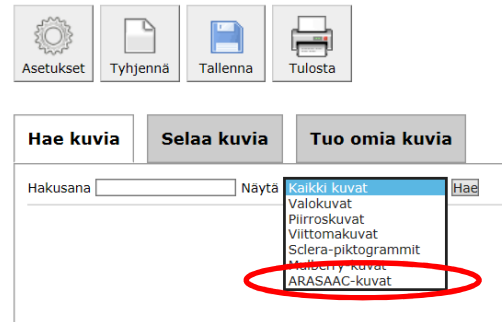 Asetukset Tyhjennä Tallenna Tulosta
Hae kuvia Selaa kuvia Tuo omia kuvia
Hakusana Näytä Kaikki kuvat Hae
Valokuvat
Piirroskuvat
Viittomakuvat
Sclera-piktogrammit
Mulberry-kuvat
ARASAAC-kuvat